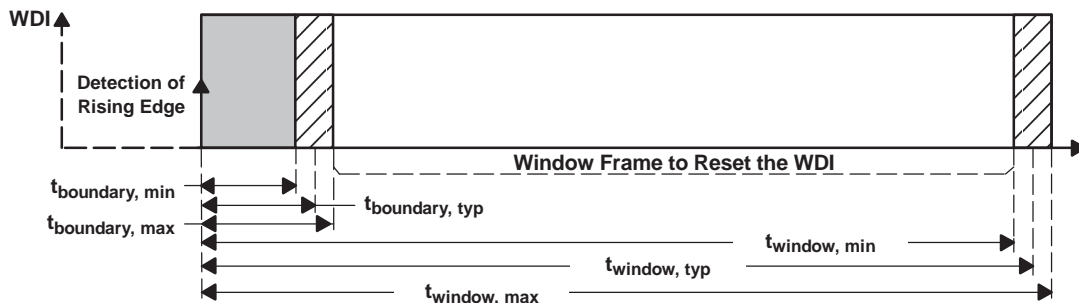 WDI
Detection of
Rising Edge
Window Frame to Reset the WDI
tboundary, min
tboundary, typ
tboundary, max
twindow, min
twindow, typ
twindow, max